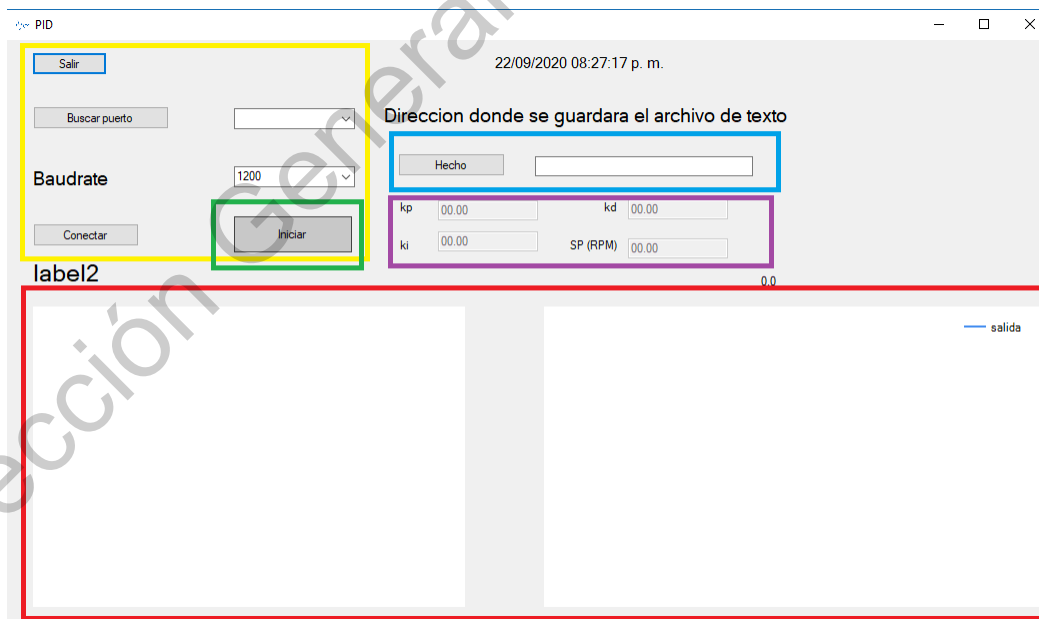 PID
Salir
22/09/2020 08:27:17 p. m.
Buscar puerto
Direccion donde se guardara el archivo de texto
Hecho
Baudrate
1200
kp 00.00 kd 00.00
Conectar
Iniciar
ki 00.00 SP (RPM) 00.00
label2
0.0
salida
ección General